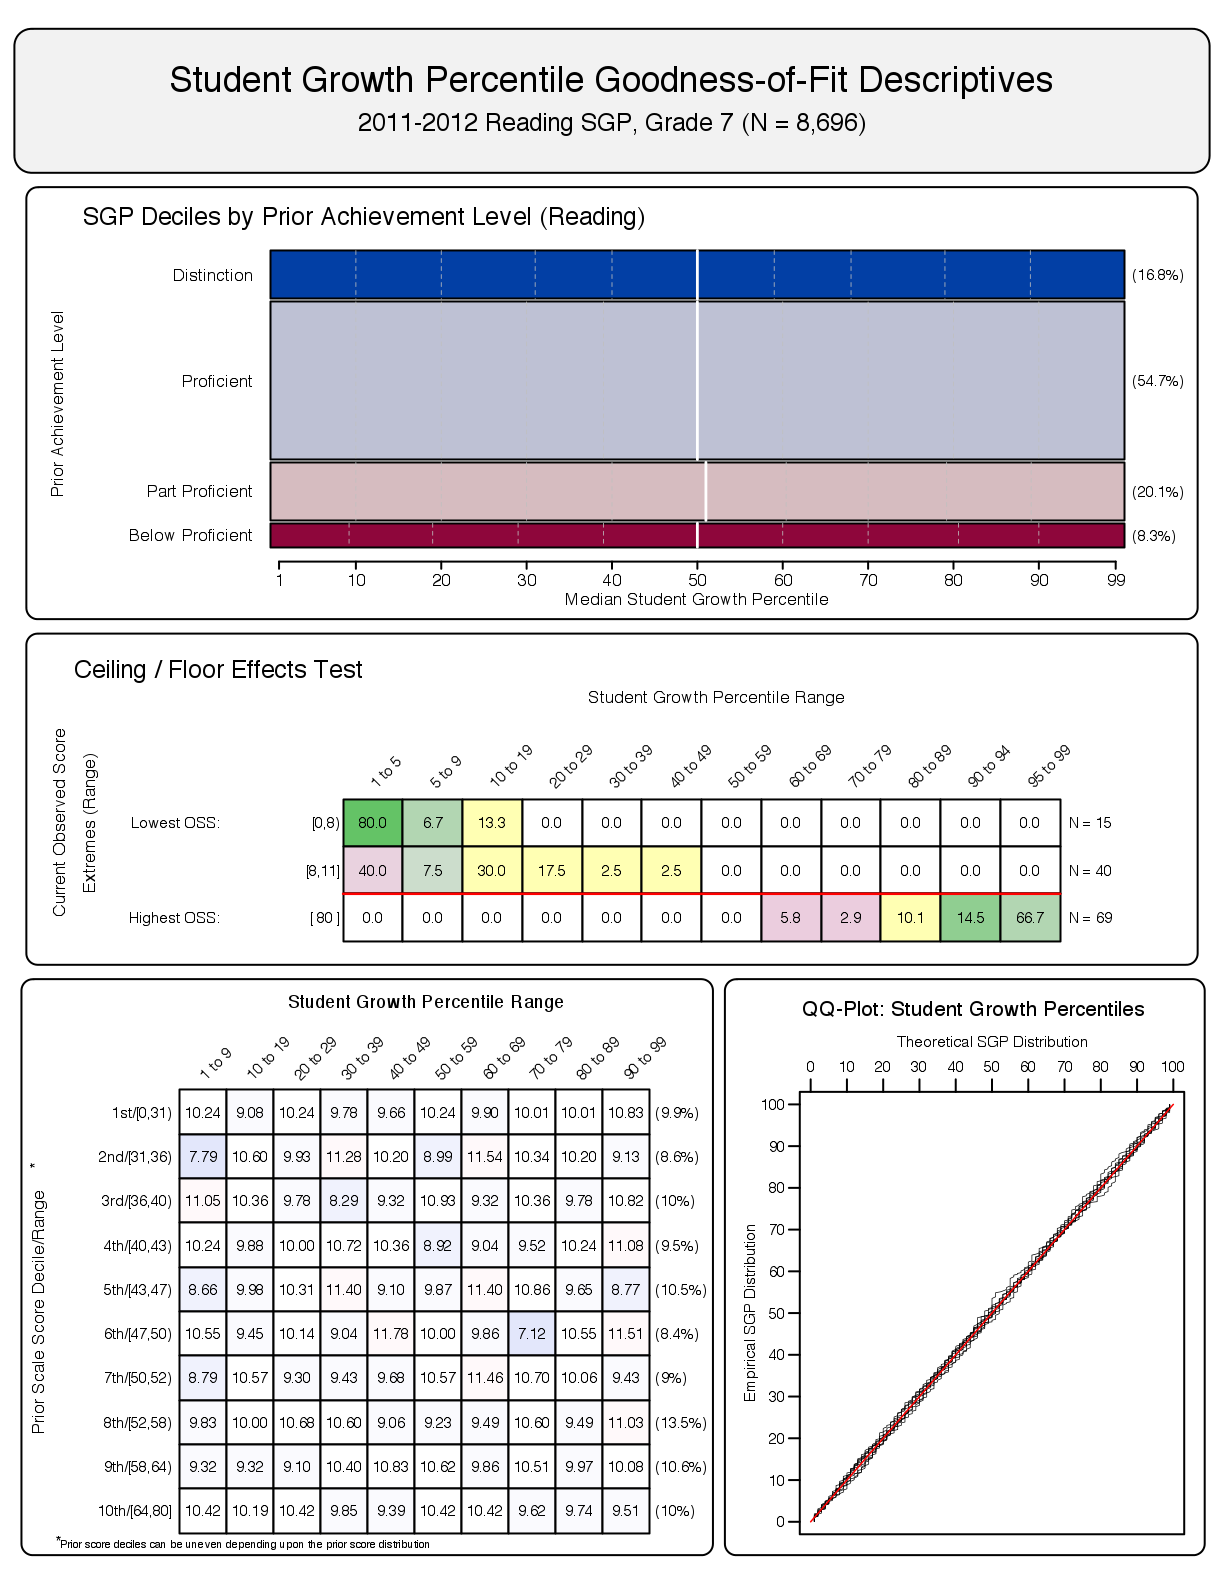 Student Growth Percentile Goodness-of-Fit Descriptives
2011-2012 Reading SGP, Grade 7 (N = 8,696)
SGP Deciles by Prior Achievement Level (Reading)
Prior Achievement Level
Distinction (16.8%)
Proficient (54.7%)
Part Proficient (20.1%)
Below Proficient (8.3%)
1 10 20 30 40 50 60 70 80 90 99
Median Student Growth Percentile
Ceiling / Floor Effects Test
Student Growth Percentile Range
Current Observed Score
Extremes (Range)
1 to 5 5 to 9 10 to 19 20 to 29 30 to 39 40 to 49 50 to 59 60 to 69 70 to 79 80 to 89 90 to 94 95 to 99
Lowest OSS: [0,8) 80.0 6.7 13.3 0.0 0.0 0.0 0.0 0.0 0.0 0.0 0.0 0.0 N = 15
[8,11] 40.0 7.5 30.0 17.5 2.5 2.5 0.0 0.0 0.0 0.0 0.0 0.0 N = 40
Highest OSS: [ 80 ] 0.0 0.0 0.0 0.0 0.0 0.0 0.0 5.8 2.9 10.1 14.5 66.7 N = 69
Student Growth Percentile Range
1 to 9 10 to 19 20 to 29 30 to 39 40 to 49 50 to 59 60 to 69 70 to 79 80 to 89 90 to 99
Prior Scale Score Decile/Range *
1st/[0,31) 10.24 9.08 10.24 9.78 9.66 10.24 9.90 10.01 10.01 10.83 (9.9%)
2nd/[31,36) 7.79 10.60 9.93 11.28 10.20 8.99 11.54 10.34 10.20 9.13 (8.6%)
3rd/[36,40) 11.05 10.36 9.78 8.29 9.32 10.93 9.32 10.36 9.78 10.82 (10%)
4th/[40,43) 10.24 9.88 10.00 10.72 10.36 8.92 9.04 9.52 10.24 11.08 (9.5%)
5th/[43,47) 8.66 9.98 10.31 11.40 9.10 9.87 11.40 10.86 9.65 8.77 (10.5%)
6th/[47,50) 10.55 9.45 10.14 9.04 11.78 10.00 9.86 7.12 10.55 11.51 (8.4%)
7th/[50,52) 8.79 10.57 9.30 9.43 9.68 10.57 11.46 10.70 10.06 9.43 (9%)
8th/[52,58) 9.83 10.00 10.68 10.60 9.06 9.23 9.49 10.60 9.49 11.03 (13.5%)
9th/[58,64) 9.32 9.32 9.10 10.40 10.83 10.62 9.86 10.51 9.97 10.08 (10.6%)
10th/[64,80] 10.42 10.19 10.42 9.85 9.39 10.42 10.42 9.62 9.74 9.51 (10%)
*Prior score deciles can be uneven depending upon the prior score distribution
QQ-Plot: Student Growth Percentiles
Theoretical SGP Distribution
0 10 20 30 40 50 60 70 80 90 100
Empirical SGP Distribution
100
90
80
70
60
50
40
30
20
10
0